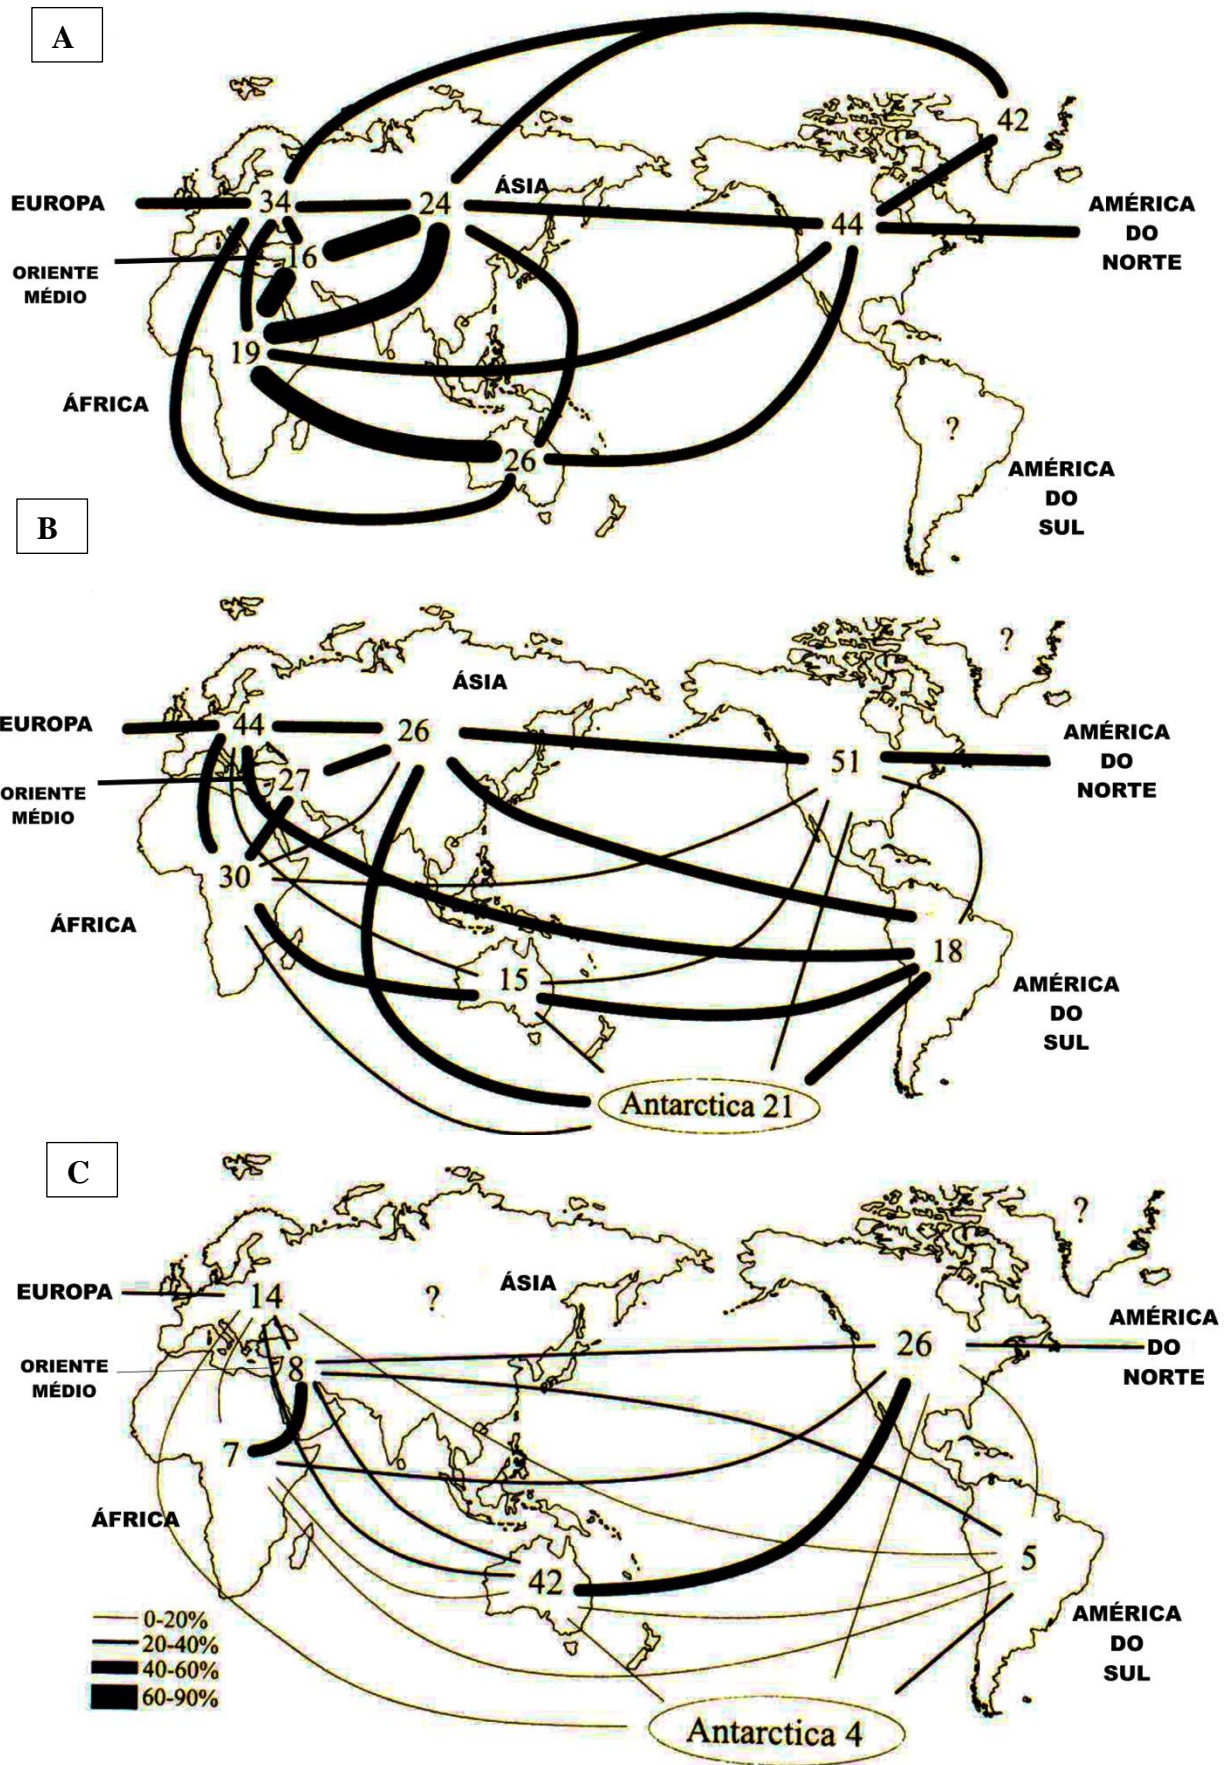 A
42
EUROPA
34
24
ÁSIA
44
AMÉRICA
DO
NORTE
16
ORIENTE
MÉDIO
19
ÁFRICA
26
?
AMÉRICA
DO
SUL
B
?
ÁSIA
EUROPA
44
26
51
AMÉRICA
DO
NORTE
27
ORIENTE
MÉDIO
30
ÁFRICA
15
18
AMÉRICA
DO
SUL
Antarctica 21
C
?
EUROPA
14
?
ÁSIA
26
AMÉRICA
DO
NORTE
ORIENTE
MÉDIO
8
7
ÁFRICA
42
5
AMÉRICA
DO
SUL
0-20%
20-40%
40-60%
60-90%
Antarctica 4